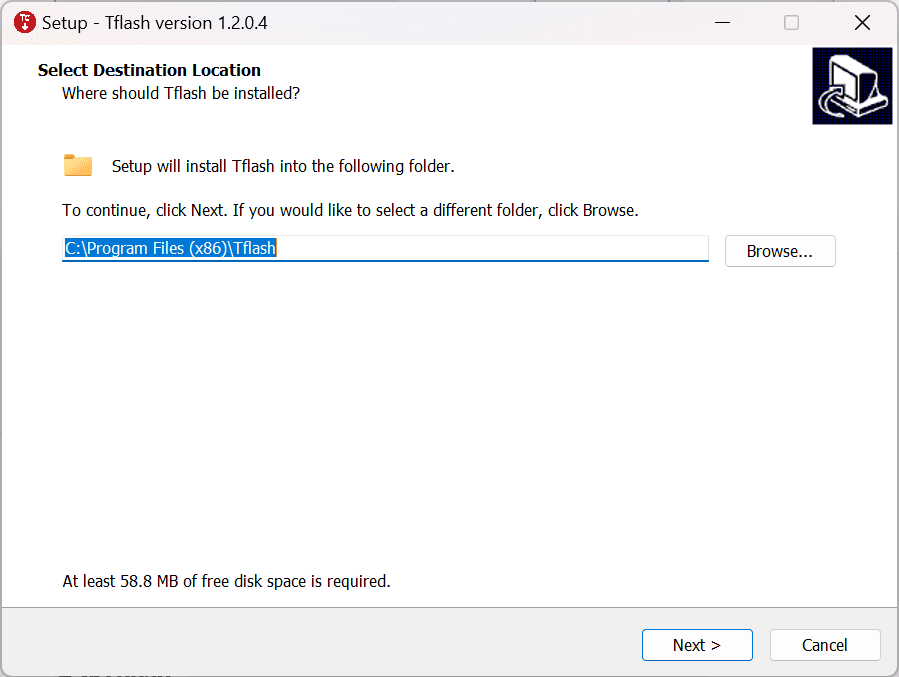 TC
Setup - Tflash version 1.2.0.4
Select Destination Location
Where should Tflash be installed?
Setup will install Tflash into the following folder.
To continue, click Next. If you would like to select a different folder, click Browse.
C:\Program Files (x86)\Tflash
Browse...
At least 58.8 MB of free disk space is required.
Next >
Cancel